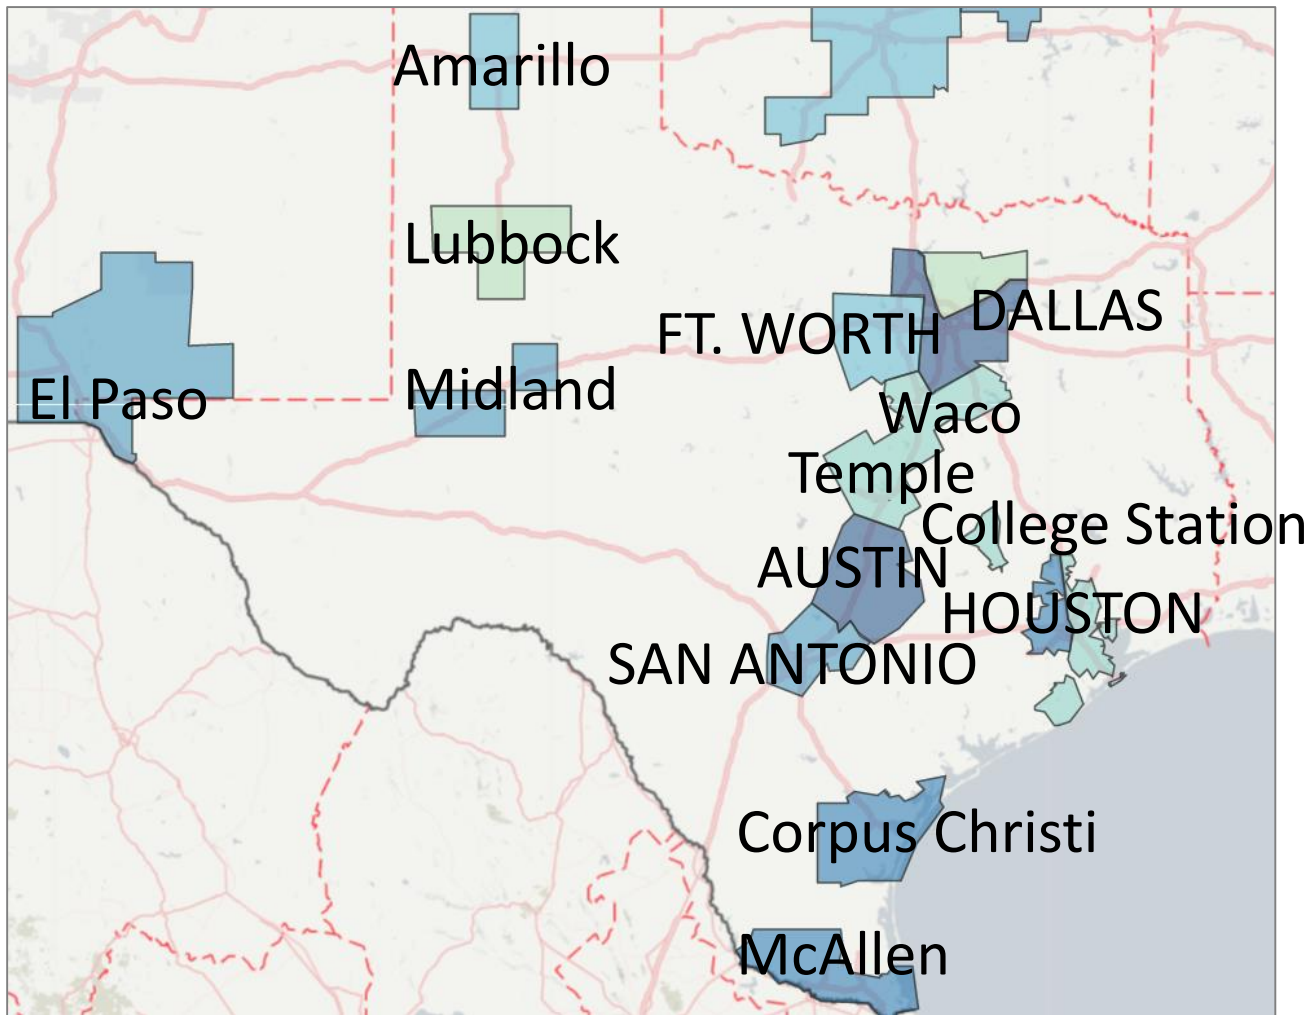 Amarillo
Lubbock
DALLAS
FT. WORTH
Midland
El Paso
Waco
Temple
College Station
AUSTIN
HOUSTON
SAN ANTONIO
Corpus Christi
McAllen